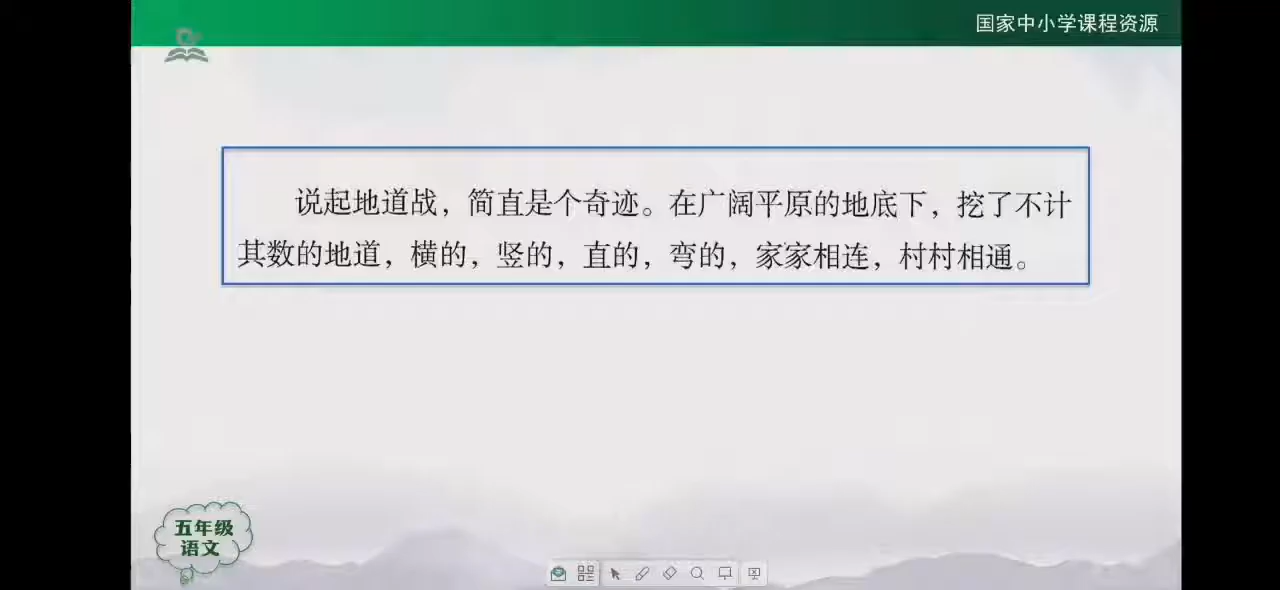 国家中小学课程资源
说起地道战，简直是个奇迹。在广阔平原的地底下，挖了不计
其数的地道，横的，竖的，直的，弯的，家家相连，村村相通。
五年级
语文